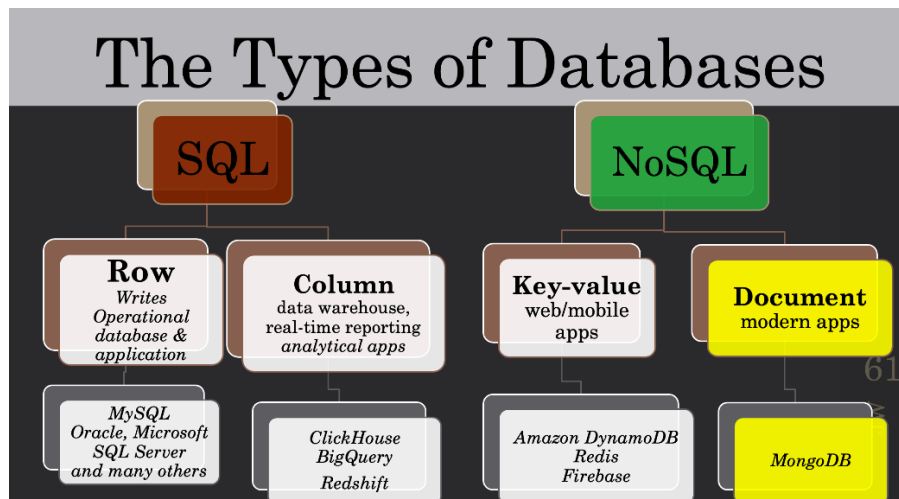 The Types of Databases
SQL
NoSQL
Row
Writes
Operational
database &
application
Column
data warehouse,
real-time reporting
analytical apps
Key-value
web/mobile
apps
Document
modern apps
61
MySQL
Oracle, Microsoft
SQL Server
and many others
ClickHouse
BigQuery
Redshift
Amazon DynamoDB
Redis
Firebase
MongoDB